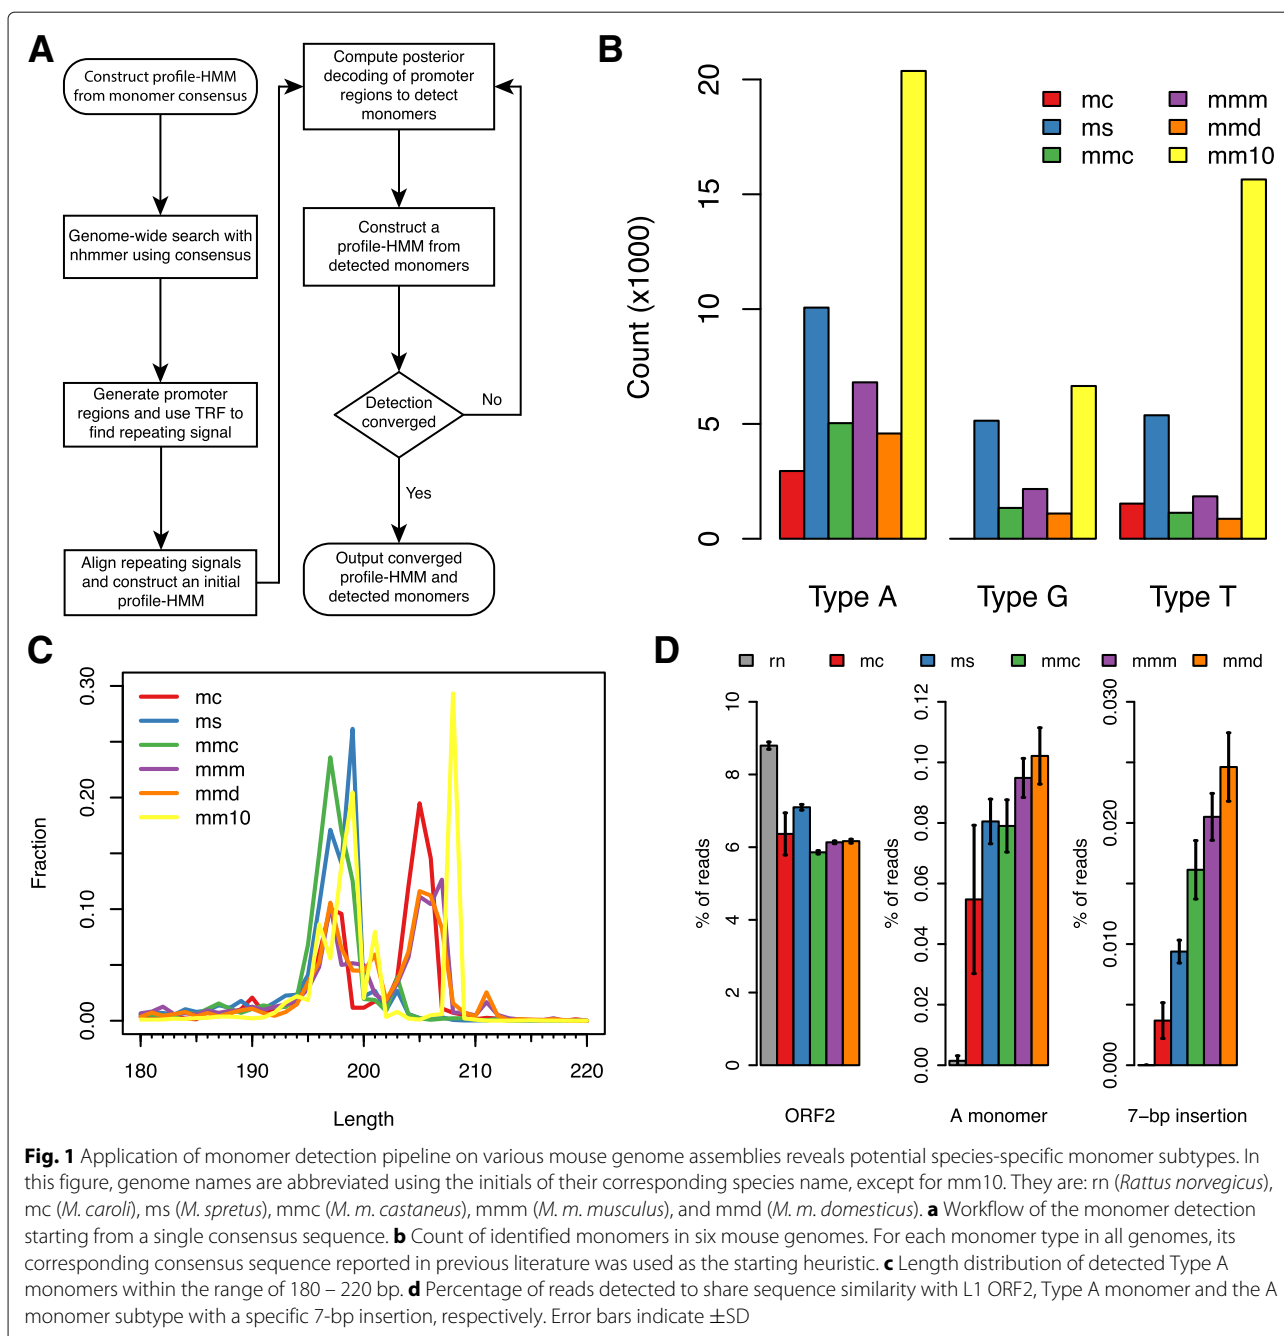 A
Construct profile-HMM
from monomer consensus
Genome-wide search with
nhmmer using consensus
Generate promoter
regions and use TRF to
find repeating signal
Align repeating signals
and construct an initial
profile-HMM
Compute posterior
decoding of promoter
regions to detect
monomers
Construct a
profile-HMM from
detected monomers
Detection
converged
No
Yes
Output converged
profile-HMM and
detected monomers
B
Count (x1000)
20
15
10
5
0
mc
ms
mmc
mmm
mmd
mm10
Type A
Type G
Type T
C
Fraction
0.30
0.20
0.10
0.00
mc
ms
mmc
mmm
mmd
mm10
180
190
200
210
220
Length
D
rn
mc
ms
mmc
mmm
mmd
% of reads
10
8
6
4
2
0
ORF2
% of reads
0.12
0.10
0.08
0.06
0.04
0.02
0.00
A monomer
% of reads
0.030
0.020
0.010
0.000
7–bp insertion
Fig. 1 Application of monomer detection pipeline on various mouse genome assemblies reveals potential species-specific monomer subtypes. In
this figure, genome names are abbreviated using the initials of their corresponding species name, except for mm10. They are: rn (Rattus norvegicus),
mc (M. caroli), ms (M. spretus), mmc (M. m. castaneus), mmm (M. m. musculus), and mmd (M. m. domesticus). a Workflow of the monomer detection
starting from a single consensus sequence. b Count of identified monomers in six mouse genomes. For each monomer type in all genomes, its
corresponding consensus sequence reported in previous literature was used as the starting heuristic. c Length distribution of detected Type A
monomers within the range of 180 – 220 bp. d Percentage of reads detected to share sequence similarity with L1 ORF2, Type A monomer and the A
monomer subtype with a specific 7-bp insertion, respectively. Error bars indicate ±SD